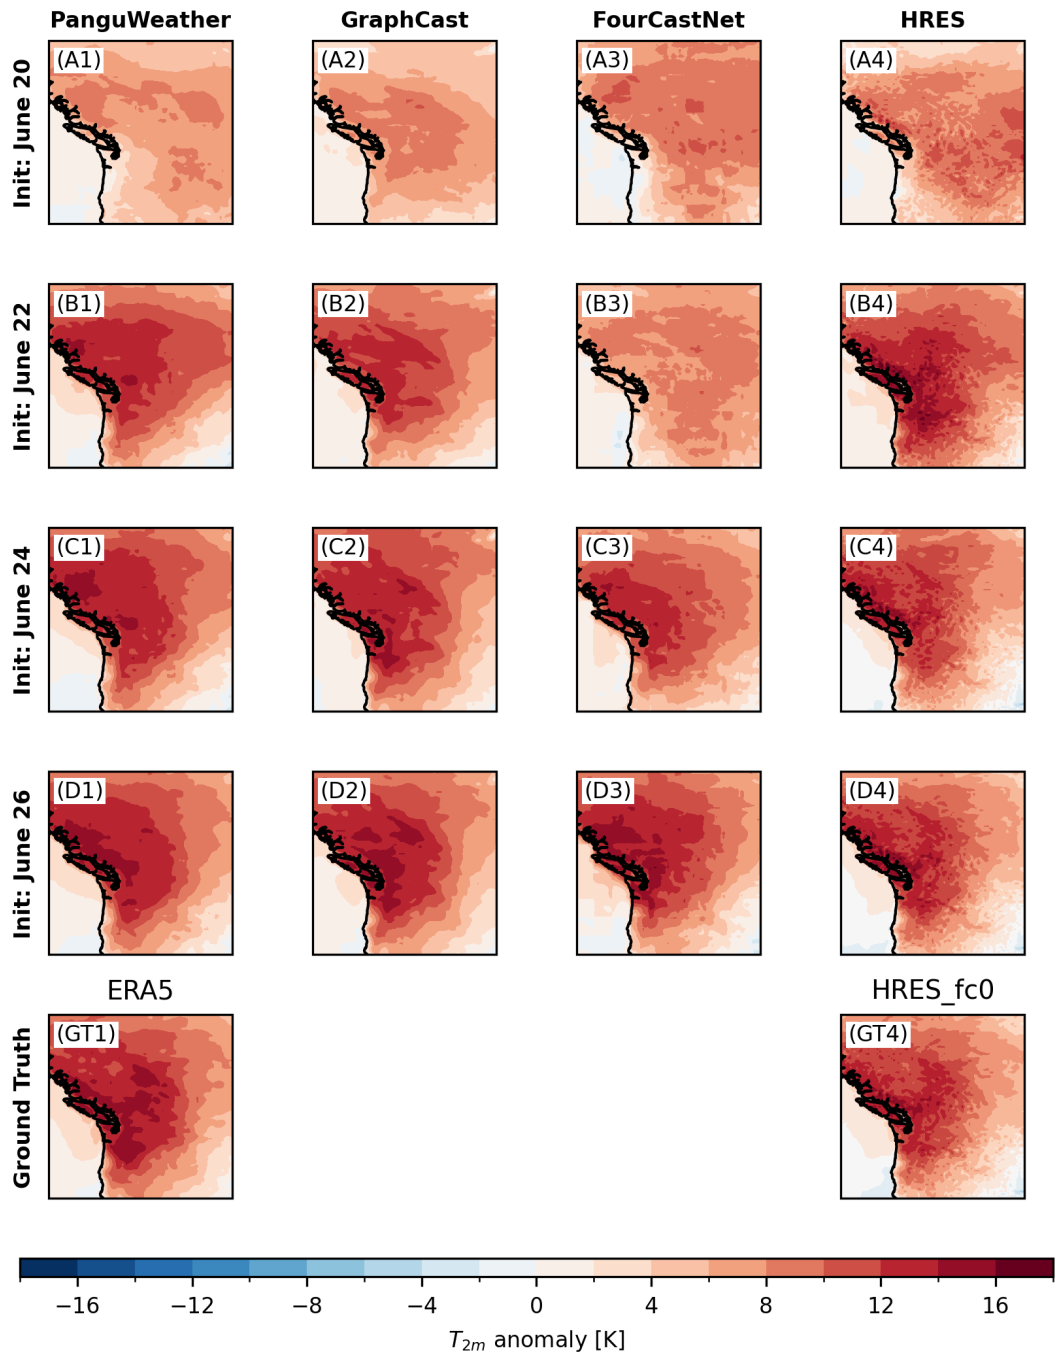 PanguWeather GraphCast FourCastNet HRES
Init: June 20
(A1) (A2) (A3) (A4)
Init: June 22
(B1) (B2) (B3) (B4)
Init: June 24
(C1) (C2) (C3) (C4)
Init: June 26
(D1) (D2) (D3) (D4)
ERA5 HRES_fc0
Ground Truth
(GT1) (GT4)
−16 −12 −8 −4 0 4 8 12 16
T2m anomaly [K]